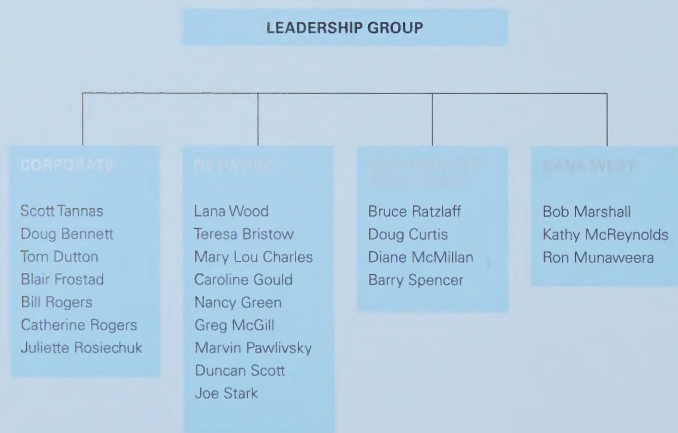 LEADERSHIP GROUP
CORPORATE
Scott Tannas
Doug Bennett
Tom Dutton
Blair Frostad
Bill Rogers
Catherine Rogers
Juliette Rosiechuk
NETWORK
Lana Wood
Teresa Bristow
Mary Lou Charles
Caroline Gould
Nancy Green
Greg McGill
Marvin Pawlivsky
Duncan Scott
Joe Stark
Bruce Ratzlaff
Doug Curtis
Diane McMillan
Barry Spencer
BANK WEST
Bob Marshall
Kathy McReynolds
Ron Munaweera